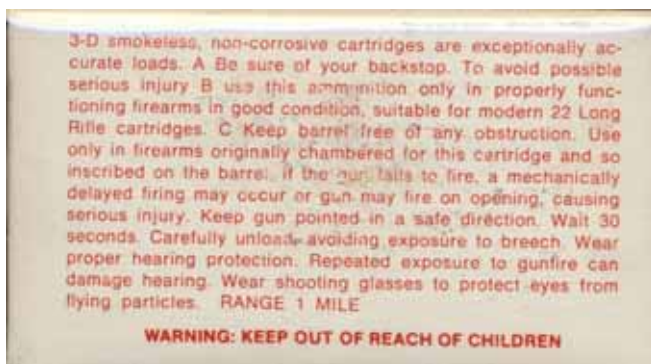 3-D smokeless, non-corrosive cartridges are exceptionally ac-
curate loads. A Be sure of your backstop. To avoid possible
serious injury B use this ammunition only in properly func-
tioning firearms in good condition, suitable for modern 22 Long
Rifle cartridges. C Keep barrel free of any obstruction. Use
only in firearms originally chambered for this cartridge and so
inscribed on the barrel. If the gun fails to fire, a mechanically
delayed firing may occur or gun may fire on opening, causing
serious injury. Keep gun pointed in a safe direction. Wait 30
seconds. Carefully unload, avoiding exposure to breech. Wear
proper hearing protection. Repeated exposure to gunfire can
damage hearing. Wear shooting glasses to protect eyes from
flying particles. RANGE 1 MILE
WARNING: KEEP OUT OF REACH OF CHILDREN